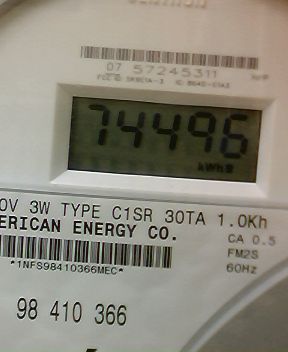 07 57245311
74496
kWhs
0V 3W TYPE C1SR 30TA 1.0Kh
ERICAN ENERGY CO.
CA 0.5
FM2S
*1NFS98410366MEC*
60Hz
98 410 366